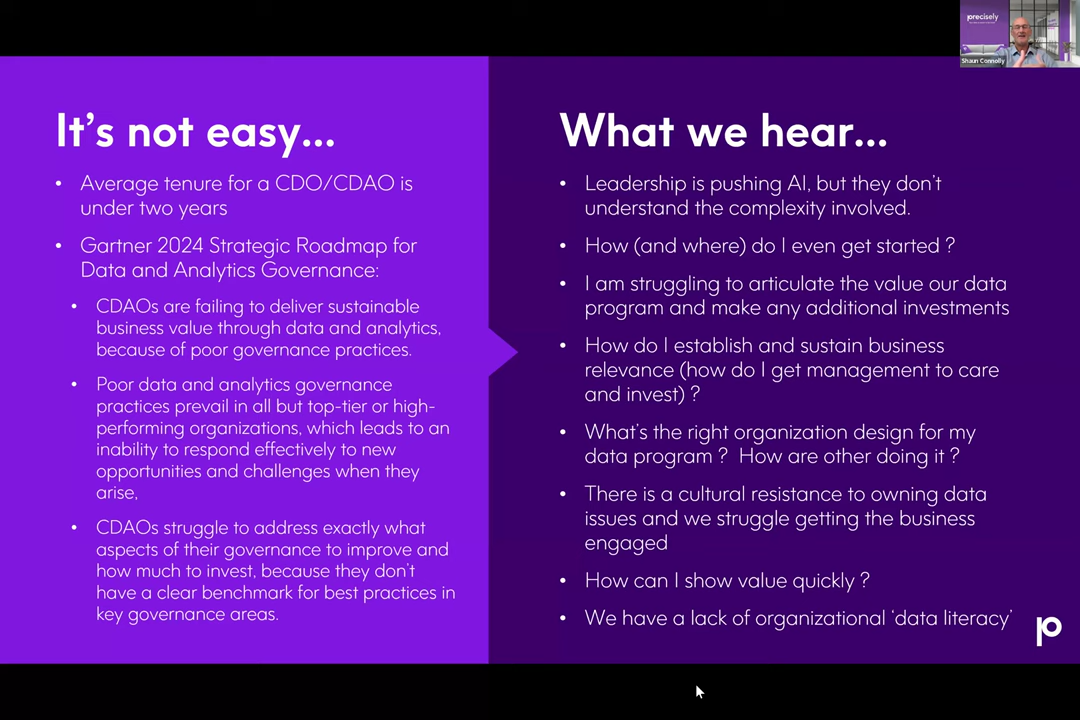 precisely
Shaun Connolly
It's not easy...
• Average tenure for a CDO/CDAO is
under two years
• Gartner 2024 Strategic Roadmap for
Data and Analytics Governance:
• CDAOs are failing to deliver sustainable
business value through data and analytics,
because of poor governance practices.
• Poor data and analytics governance
practices prevail in all but top-tier or high-
performing organizations, which leads to an
inability to respond effectively to new
opportunities and challenges when they
arise,
• CDAOs struggle to address exactly what
aspects of their governance to improve and
how much to invest, because they don't
have a clear benchmark for best practices in
key governance areas.
What we hear...
• Leadership is pushing AI, but they don't
understand the complexity involved.
• How (and where) do I even get started ?
• I am struggling to articulate the value our data
program and make any additional investments
• How do I establish and sustain business
relevance (how do I get management to care
and invest) ?
• What's the right organization design for my
data program ?  How are other doing it ?
• There is a cultural resistance to owning data
issues and we struggle getting the business
engaged
• How can I show value quickly ?
• We have a lack of organizational 'data literacy'
p